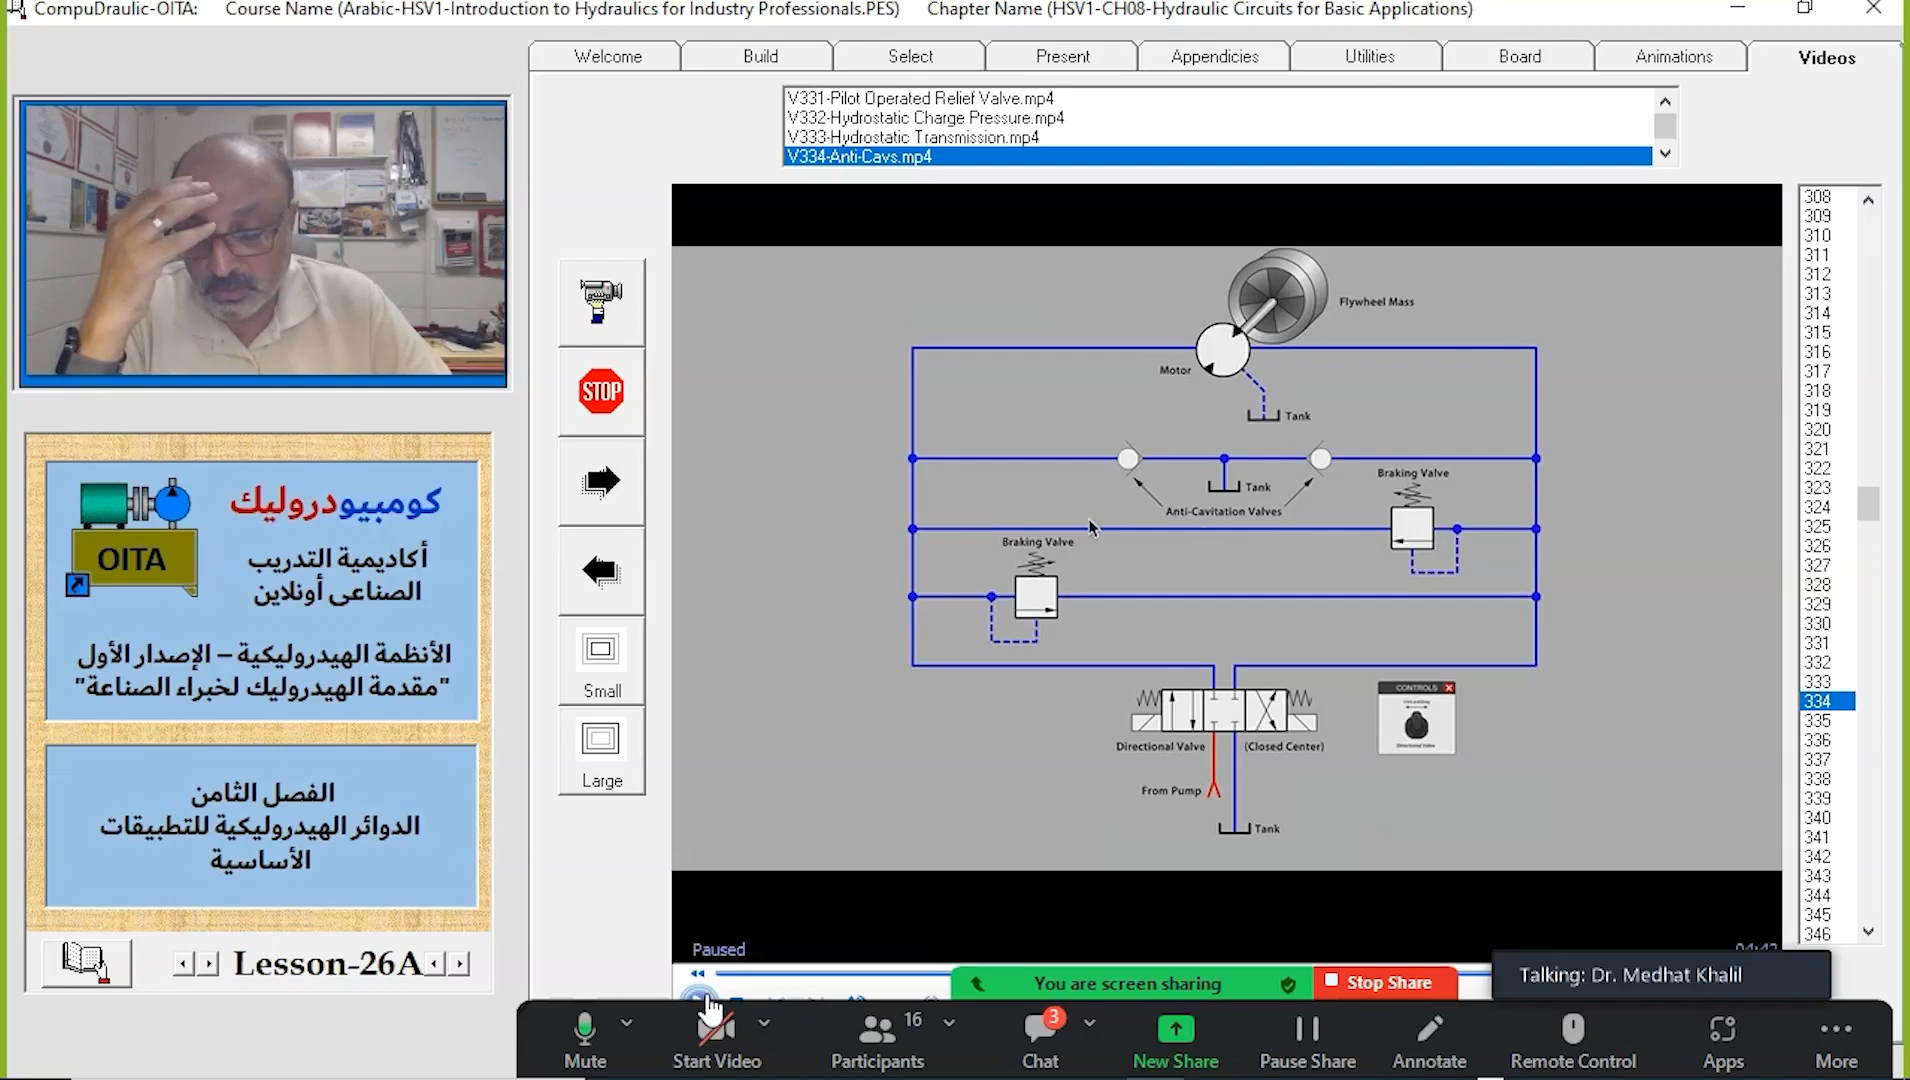 CompuDraulic-OITA: Course Name (Arabic-HSV1-Introduction to Hydraulics for Industry Professionals.PES) Chapter Name (HSV1-CH08-Hydraulic Circuits for Basic Applications)
Welcome Build Select Present Appendicies Utilities Board Animations Videos
V331-Pilot Operated Relief Valve.mp4
V332-Hydrostatic Charge Pressure.mp4
V333-Hydrostatic Transmission.mp4
V334-Anti-Cavs.mp4
STOP
Small
Large
كومبيودروليك
OITA
أكاديمية التدريب
الصناعى أونلاين
الأنظمة الهيدروليكية – الإصدار الأول
"مقدمة الهيدروليك لخبراء الصناعة"
الفصل الثامن
الدوائر الهيدروليكية للتطبيقات
الأساسية
Lesson-26A
Flywheel Mass
Motor
Tank
Braking Valve
Tank
Anti-Cavitation Valves
Braking Valve
CONTROLS
Directional Valve
Directional Valve (Closed Center)
From Pump
Tank
308
309
310
311
312
313
314
315
316
317
318
319
320
321
322
323
324
325
326
327
328
329
330
331
332
333
334
335
336
337
338
339
340
341
342
343
344
345
346
Paused
You are screen sharing
Stop Share
Talking: Dr. Medhat Khalil
16
3
Mute
Start Video
Participants
Chat
New Share
Pause Share
Annotate
Remote Control
Apps
More